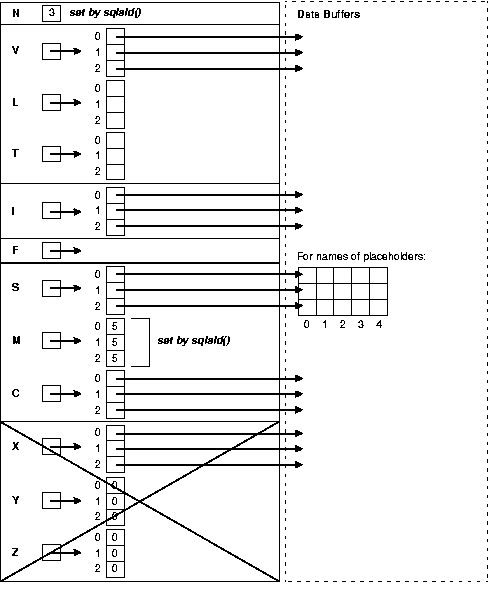 N 3 set by sqlald() Data Buffers
0
V 1
2
0
L 1
2
0
T 1
2
0
I 1
2
F
For names of placeholders:
0
S 1
2
0 1 2 3 4
0 5
M 1 5 set by sqlald()
2 5
0
C 1
2
0
X 1
2
0 0
Y 1 0
2 0
0 0
Z 1 0
2 0